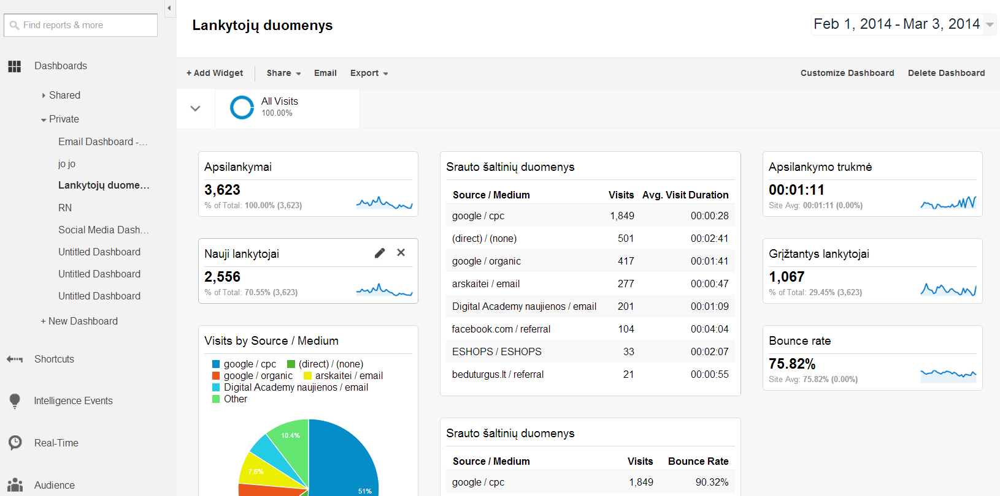 Find reports & more
Dashboards
Shared
Private
Email Dashboard -...
jo jo
Lankytojų duome...
RN
Social Media Dash...
Untitled Dashboard
Untitled Dashboard
Untitled Dashboard
+ New Dashboard
Shortcuts
Intelligence Events
Real-Time
Audience
Lankytojų duomenys
Feb 1, 2014 - Mar 3, 2014
+ Add Widget Share Email Export Customize Dashboard Delete Dashboard
All Visits
100.00%
Apsilankymai
3,623
% of Total: 100.00% (3,623)
Nauji lankytojai
2,556
% of Total: 70.55% (3,623)
Visits by Source / Medium
google / cpc (direct) / (none)
google / organic arskaitei / email
Digital Academy naujienos / email
Other
10.4%
7.6%
51%
Srauto šaltinių duomenys
Source / Medium Visits Avg. Visit Duration
google / cpc 1,849 00:00:28
(direct) / (none) 501 00:02:41
google / organic 417 00:01:41
arskaitei / email 277 00:00:47
Digital Academy naujienos / email 201 00:01:09
facebook.com / referral 104 00:04:04
ESHOPS / ESHOPS 33 00:02:07
beduturgus.lt / referral 21 00:00:55
Srauto šaltinių duomenys
Source / Medium Visits Bounce Rate
google / cpc 1,849 90.32%
Apsilankymo trukmė
00:01:11
Site Avg: 00:01:11 (0.00%)
Grįžtantys lankytojai
1,067
% of Total: 29.45% (3,623)
Bounce rate
75.82%
Site Avg: 75.82% (0.00%)